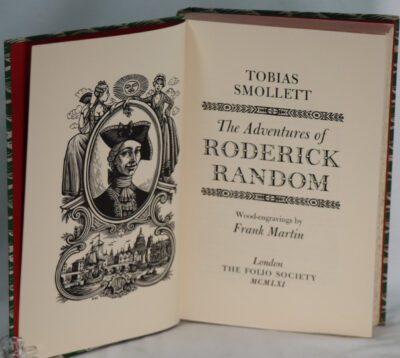 TOBIAS
SMOLLETT
The Adventures of
RODERICK
RANDOM
Wood-engravings by
Frank Martin
London
THE FOLIO SOCIETY
MCMLXI